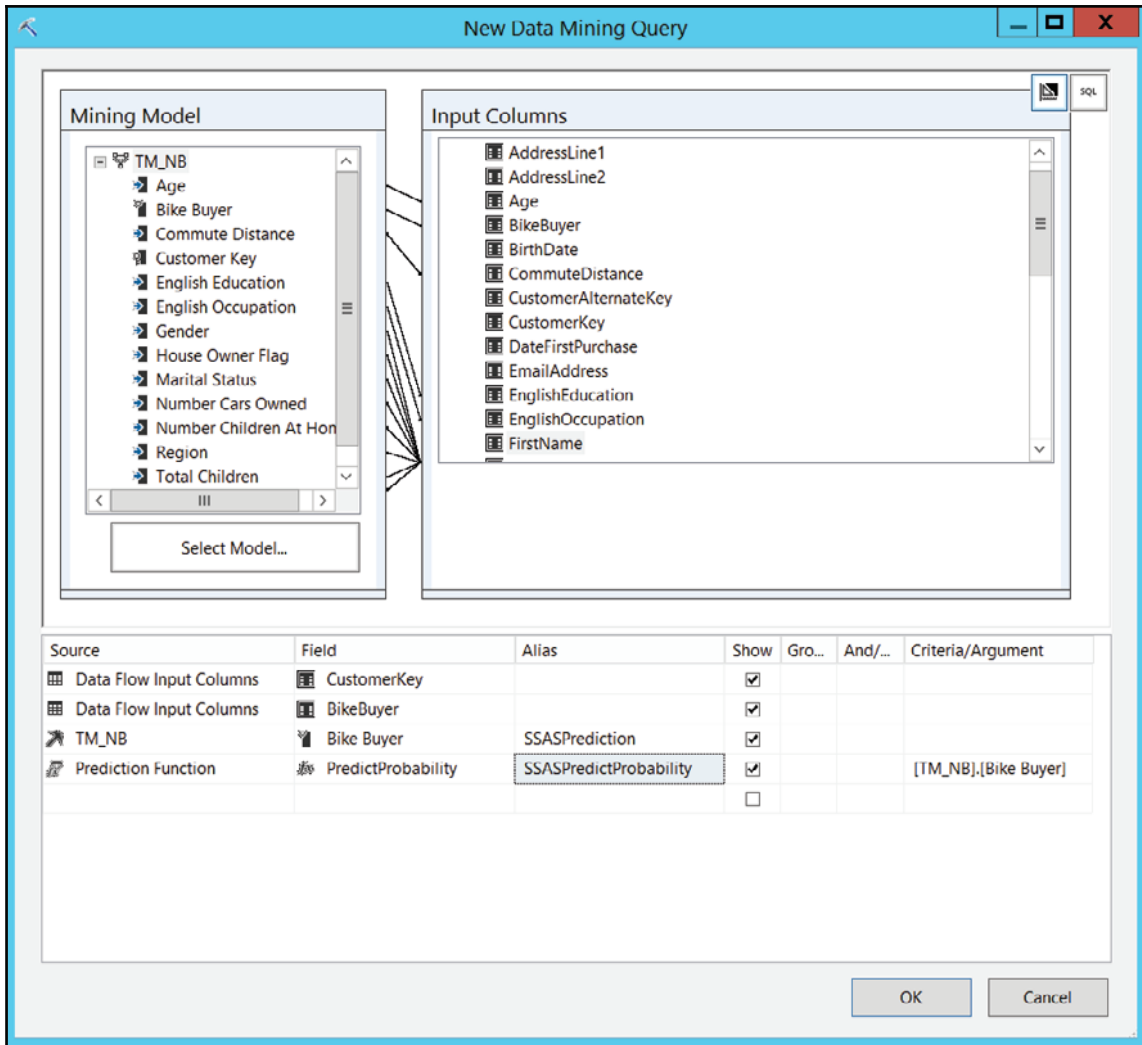 New Data Mining Query
SQL
Mining Model
TM_NB
Age
Bike Buyer
Commute Distance
Customer Key
English Education
English Occupation
Gender
House Owner Flag
Marital Status
Number Cars Owned
Number Children At Hon
Region
Total Children
Select Model...
Input Columns
AddressLine1
AddressLine2
Age
BikeBuyer
BirthDate
CommuteDistance
CustomerAlternateKey
CustomerKey
DateFirstPurchase
EmailAddress
EnglishEducation
EnglishOccupation
FirstName
Source Field Alias Show Gro... And/... Criteria/Argument
Data Flow Input Columns CustomerKey
Data Flow Input Columns BikeBuyer
TM_NB Bike Buyer SSASPrediction
Prediction Function PredictProbability SSASPredictProbability [TM_NB].[Bike Buyer]
OK Cancel